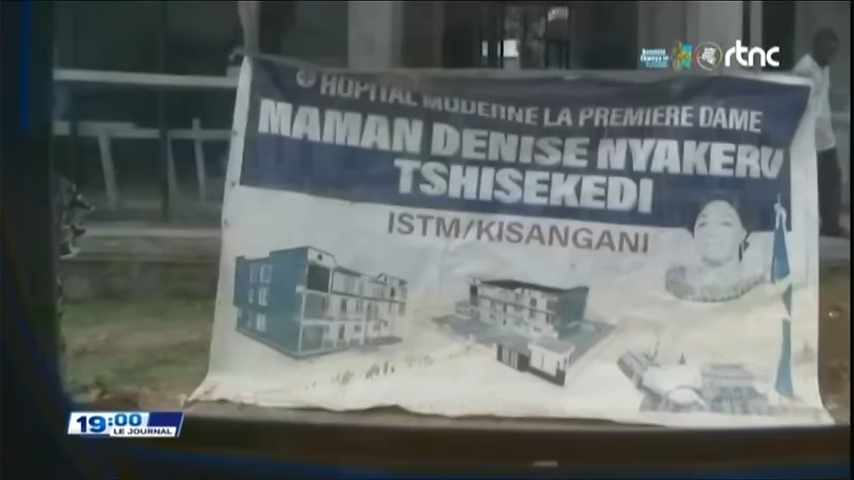 rtnc
HOPITAL MODERNE LA PREMIERE DAME
MAMAN DENISE NYAKERU
TSHISEKEDI
ISTM/KISANGANI
19:00
LE JOURNAL